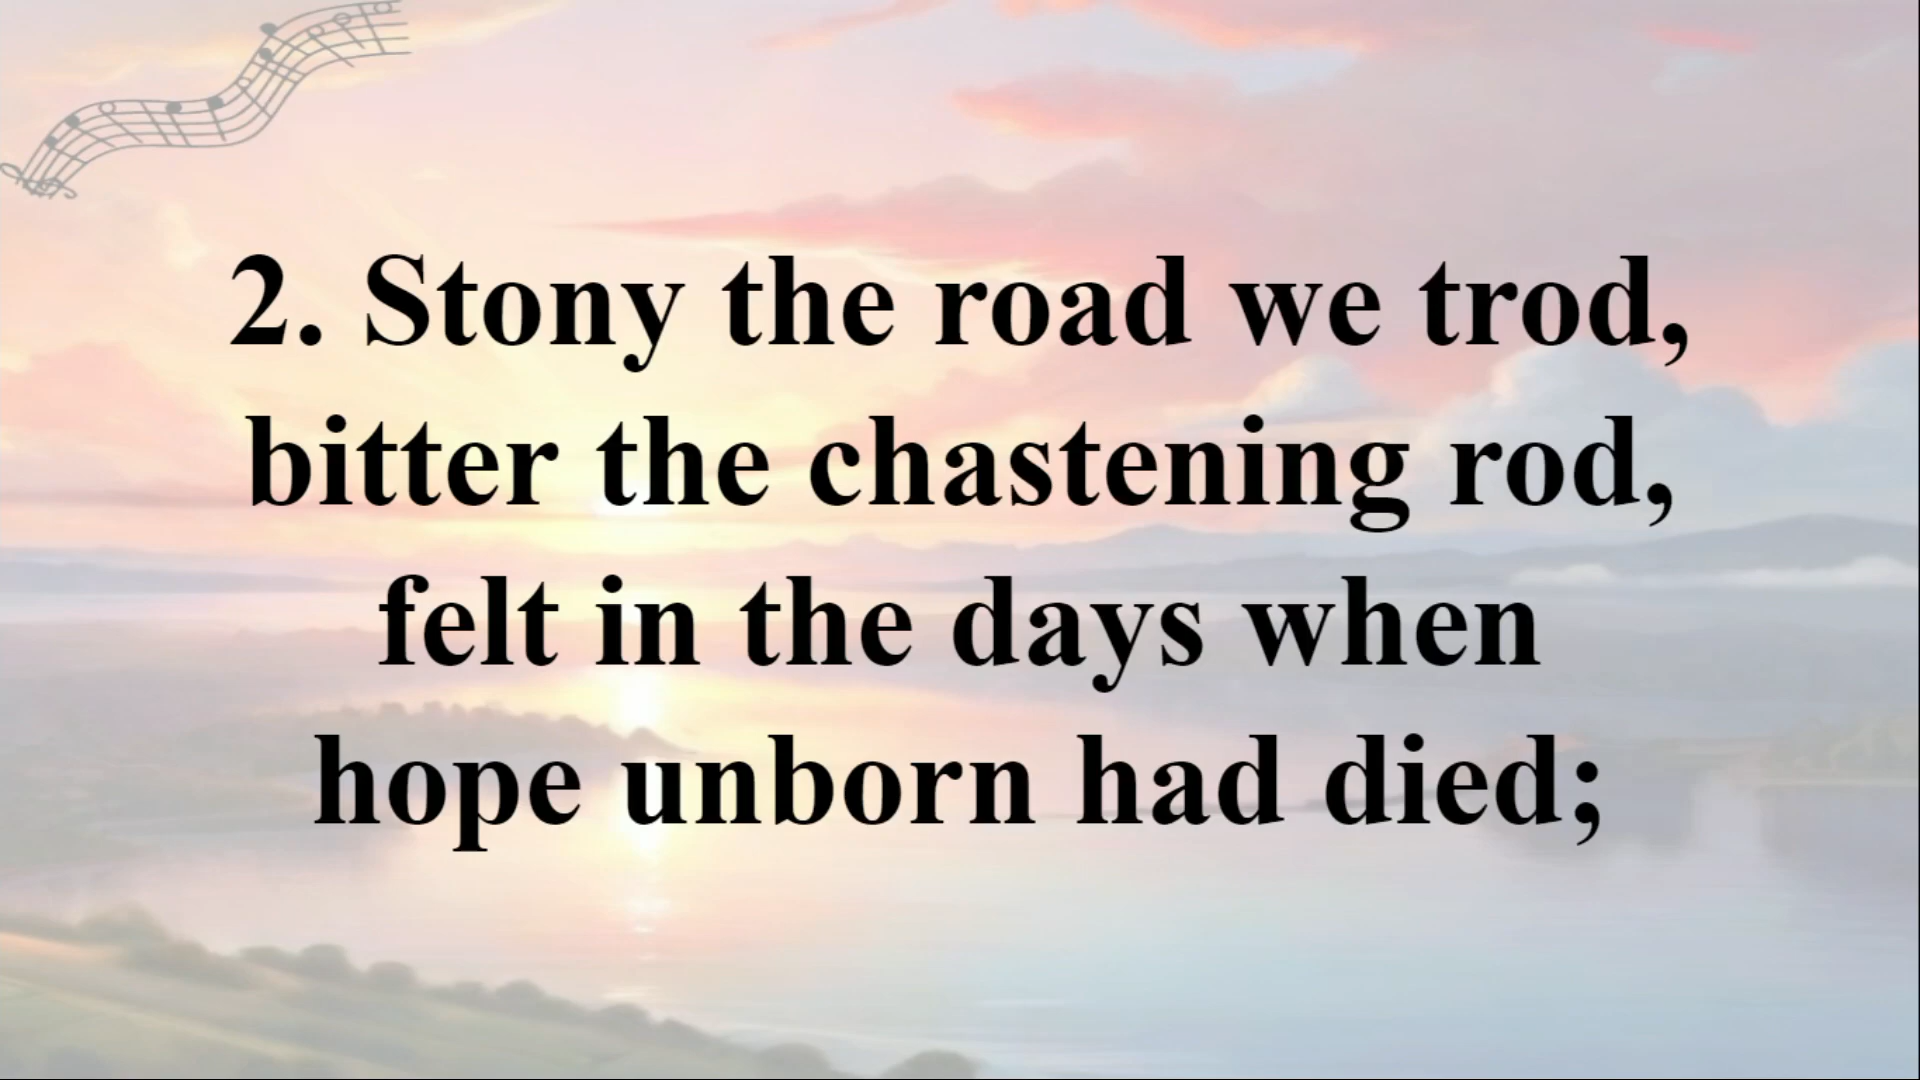 2. Stony the road we trod,
bitter the chastening rod,
felt in the days when
hope unborn had died;